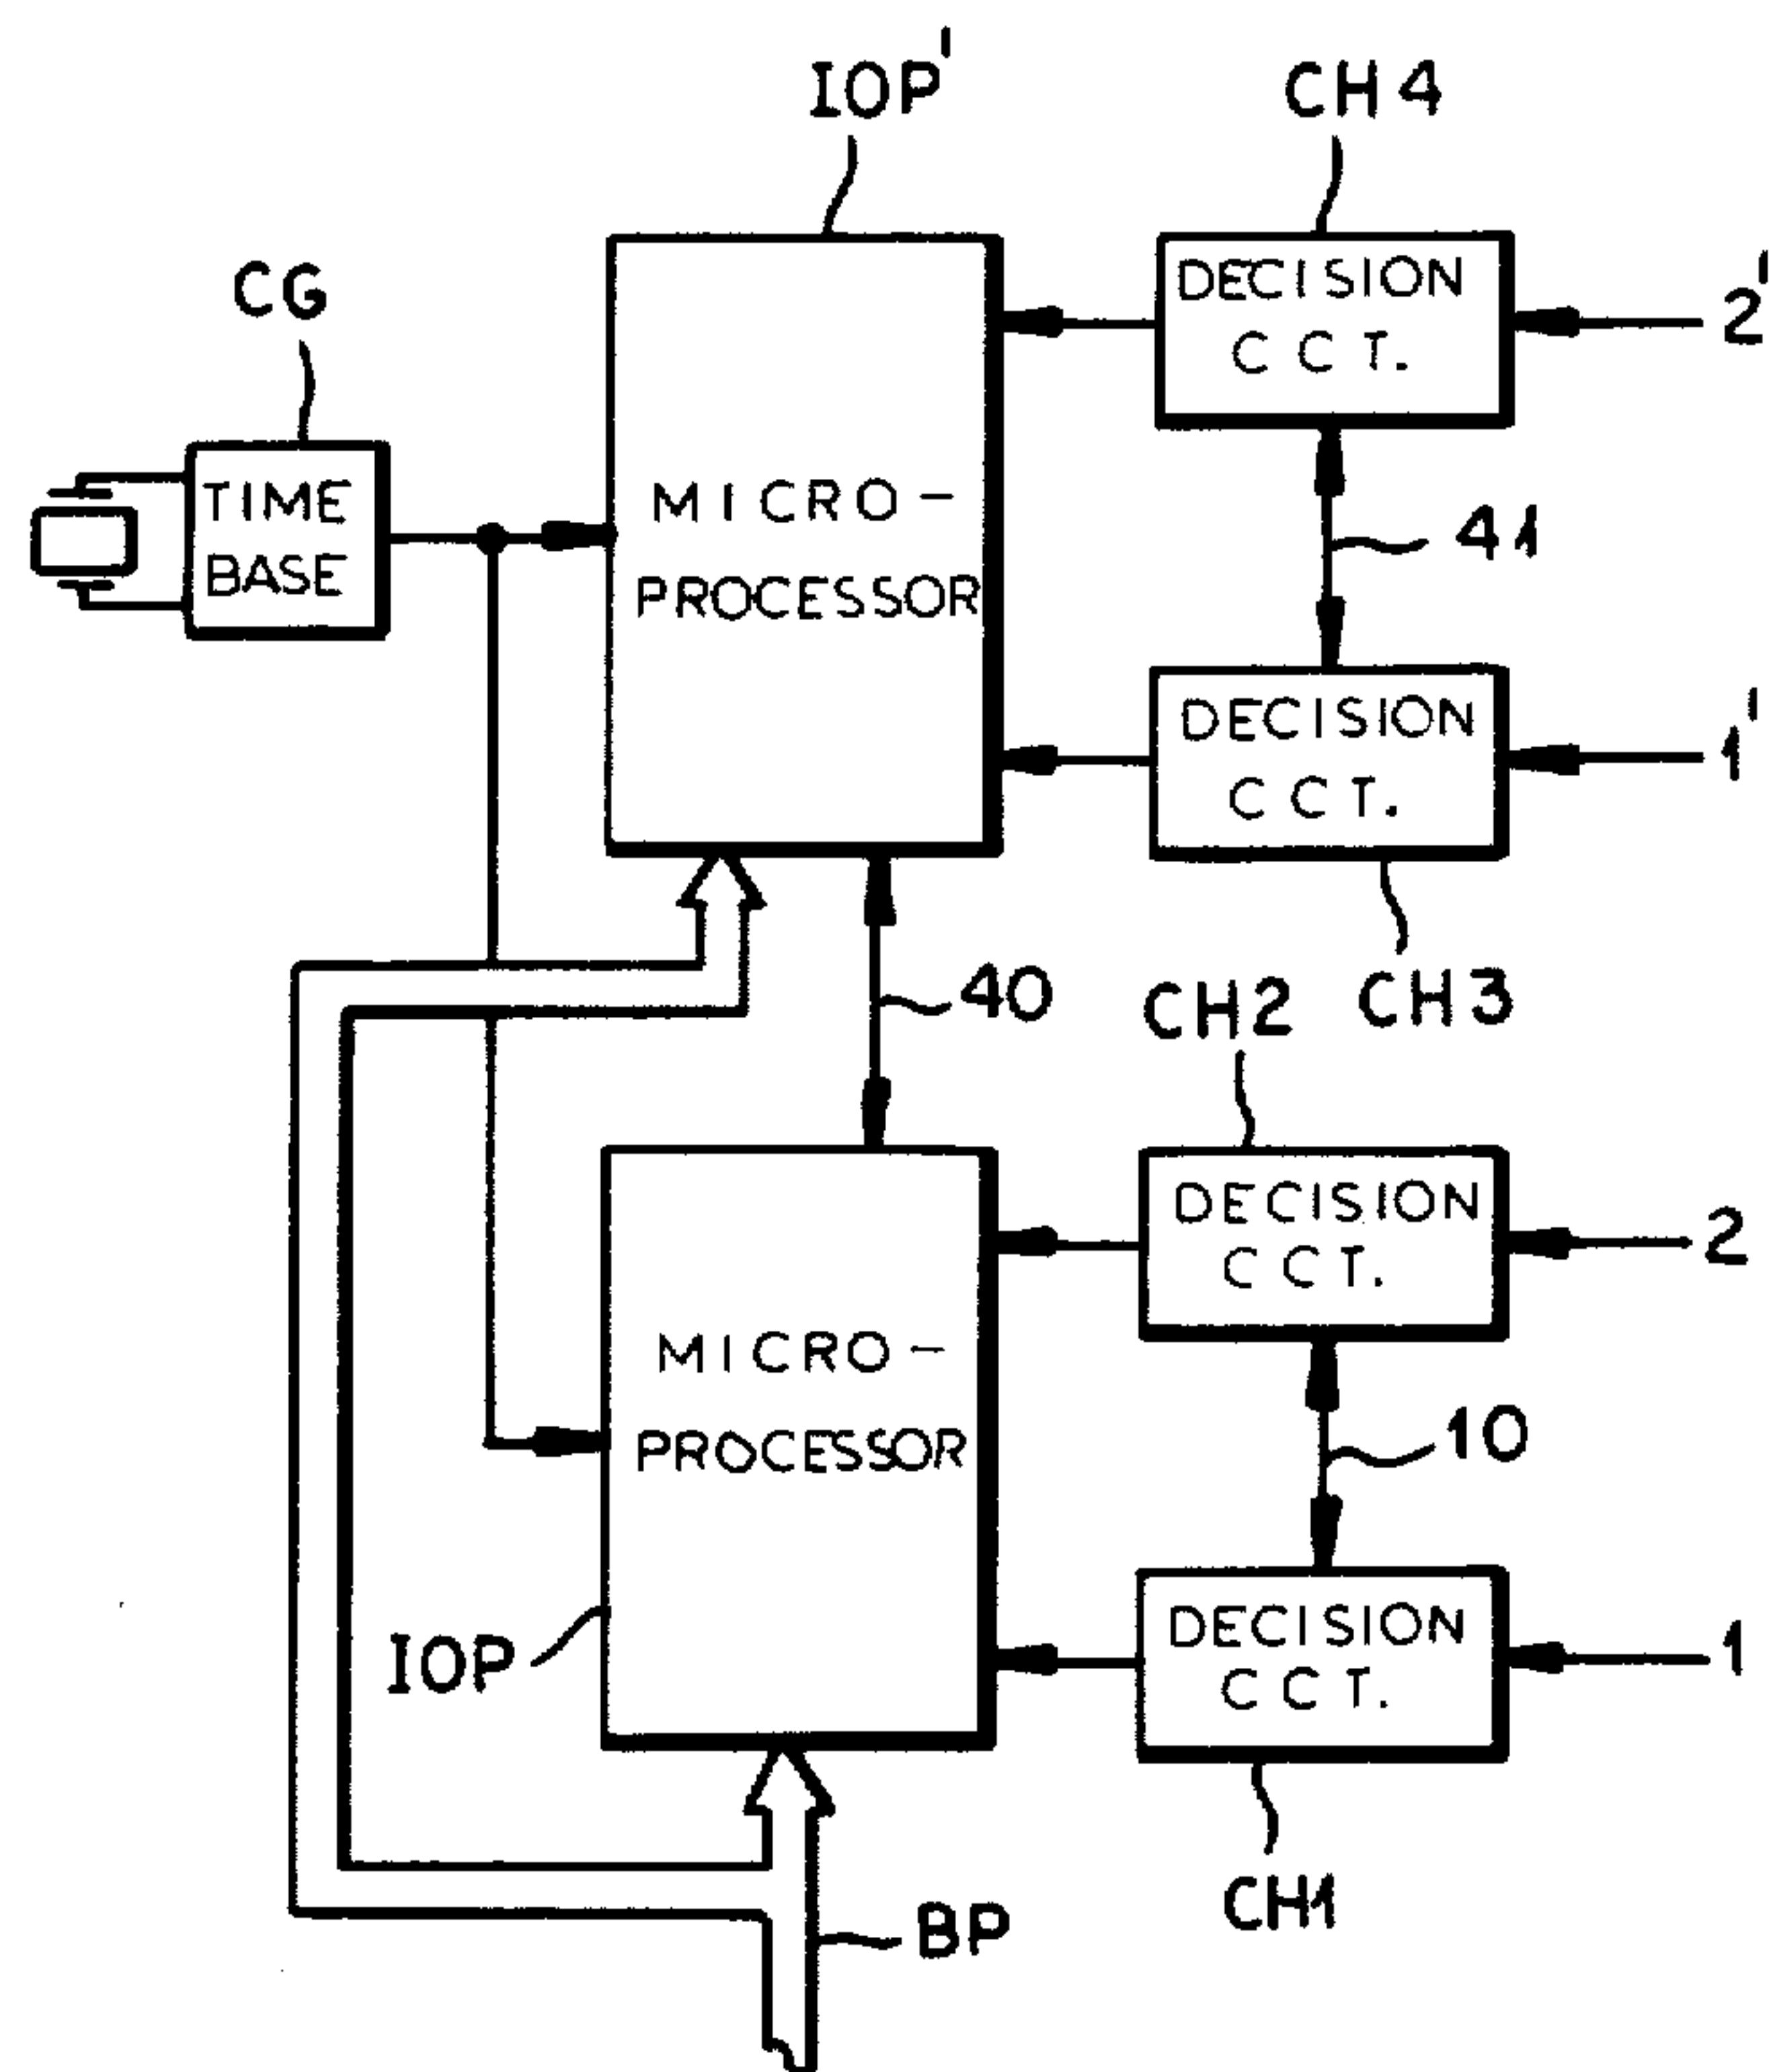 IOP'
CH4
CG
DECISION
CCT.
2'
TIME
BASE
MICRO-
PROCESSOR
41
DECISION
CCT.
1'
40
CH2
CH3
DECISION
CCT.
2
MICRO-
PROCESSOR
10
IOP
DECISION
CCT.
1
CH1
BP